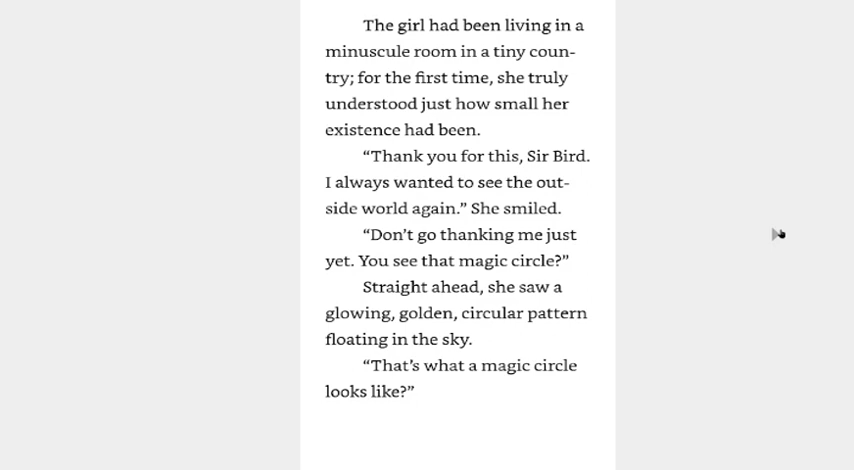 The girl had been living in a
minuscule room in a tiny coun-
try; for the first time, she truly
understood just how small her
existence had been.
“Thank you for this, Sir Bird.
I always wanted to see the out-
side world again.” She smiled.
“Don’t go thanking me just
yet. You see that magic circle?”
Straight ahead, she saw a
glowing, golden, circular pattern
floating in the sky.
“That’s what a magic circle
looks like?”